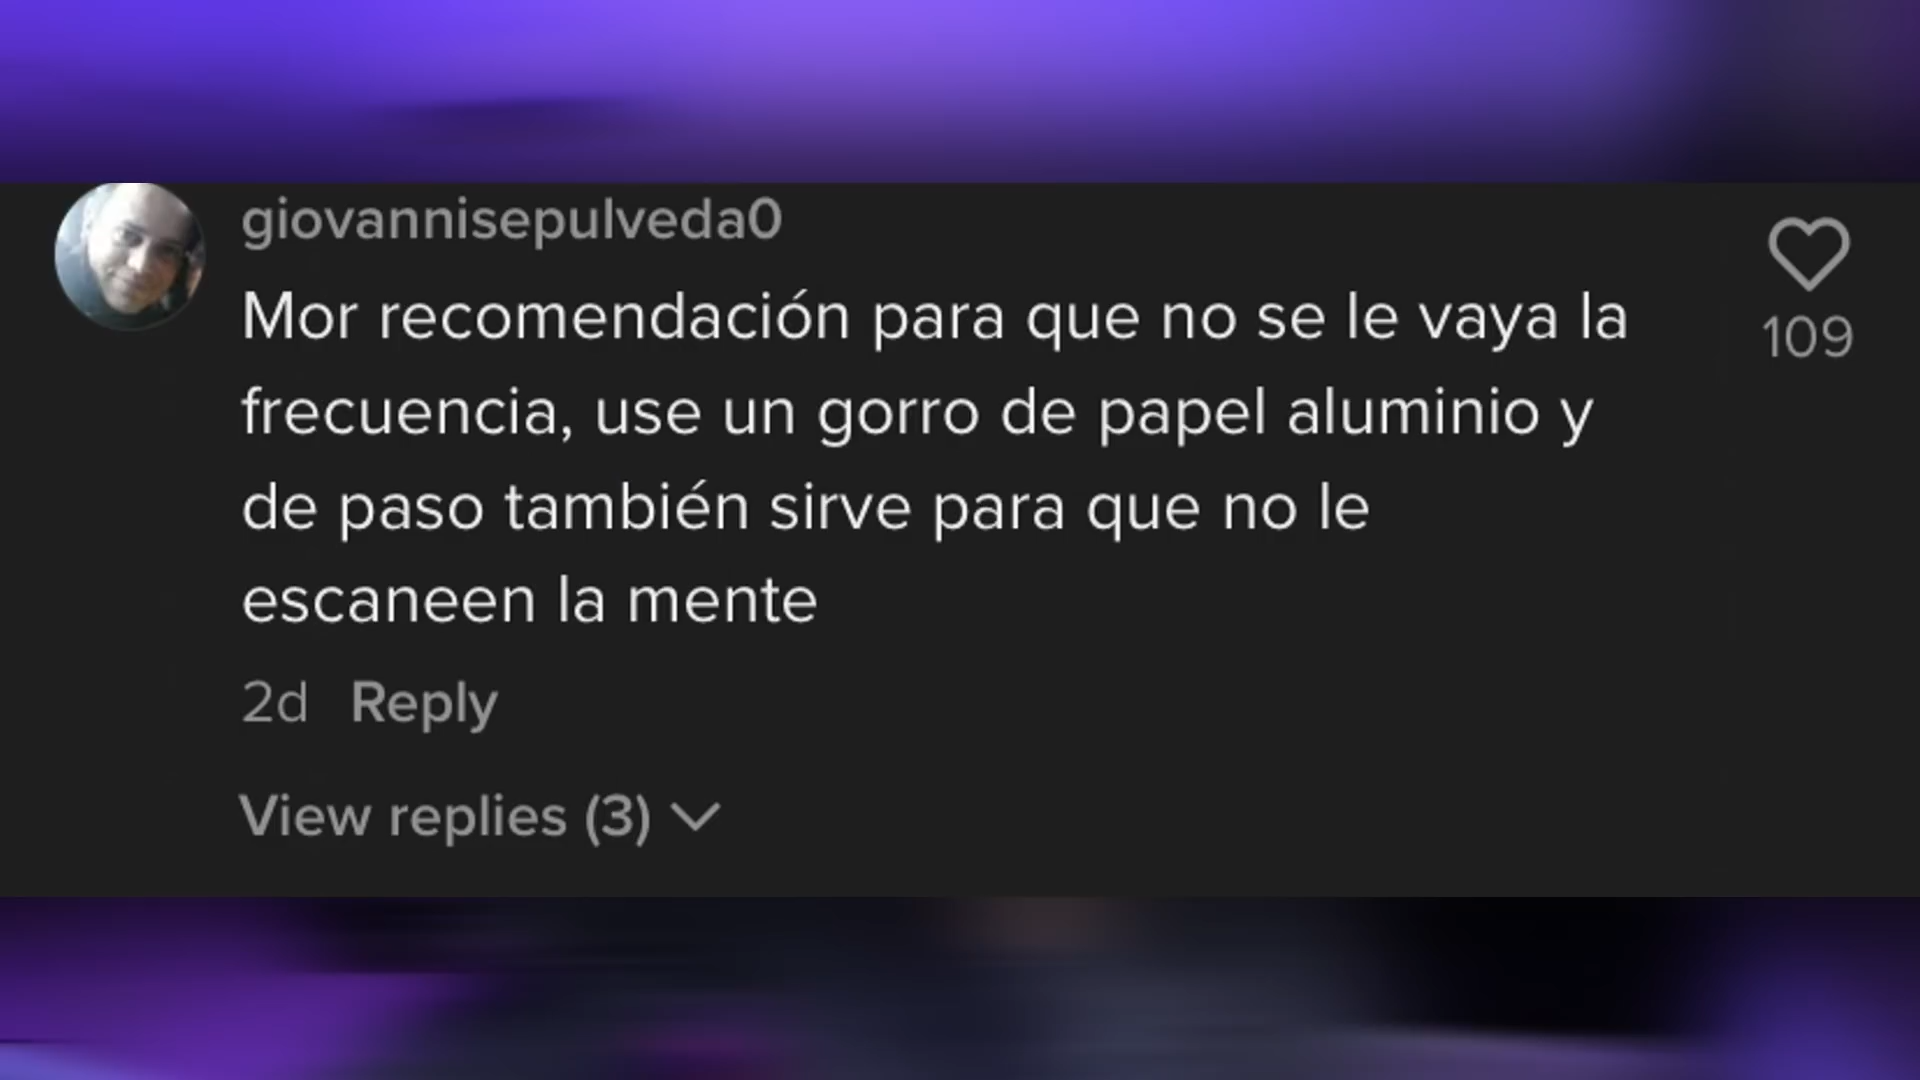 giovannisepulveda0
Mor recomendación para que no se le vaya la
frecuencia, use un gorro de papel aluminio y
de paso también sirve para que no le
escaneen la mente
109
2d Reply
View replies (3)